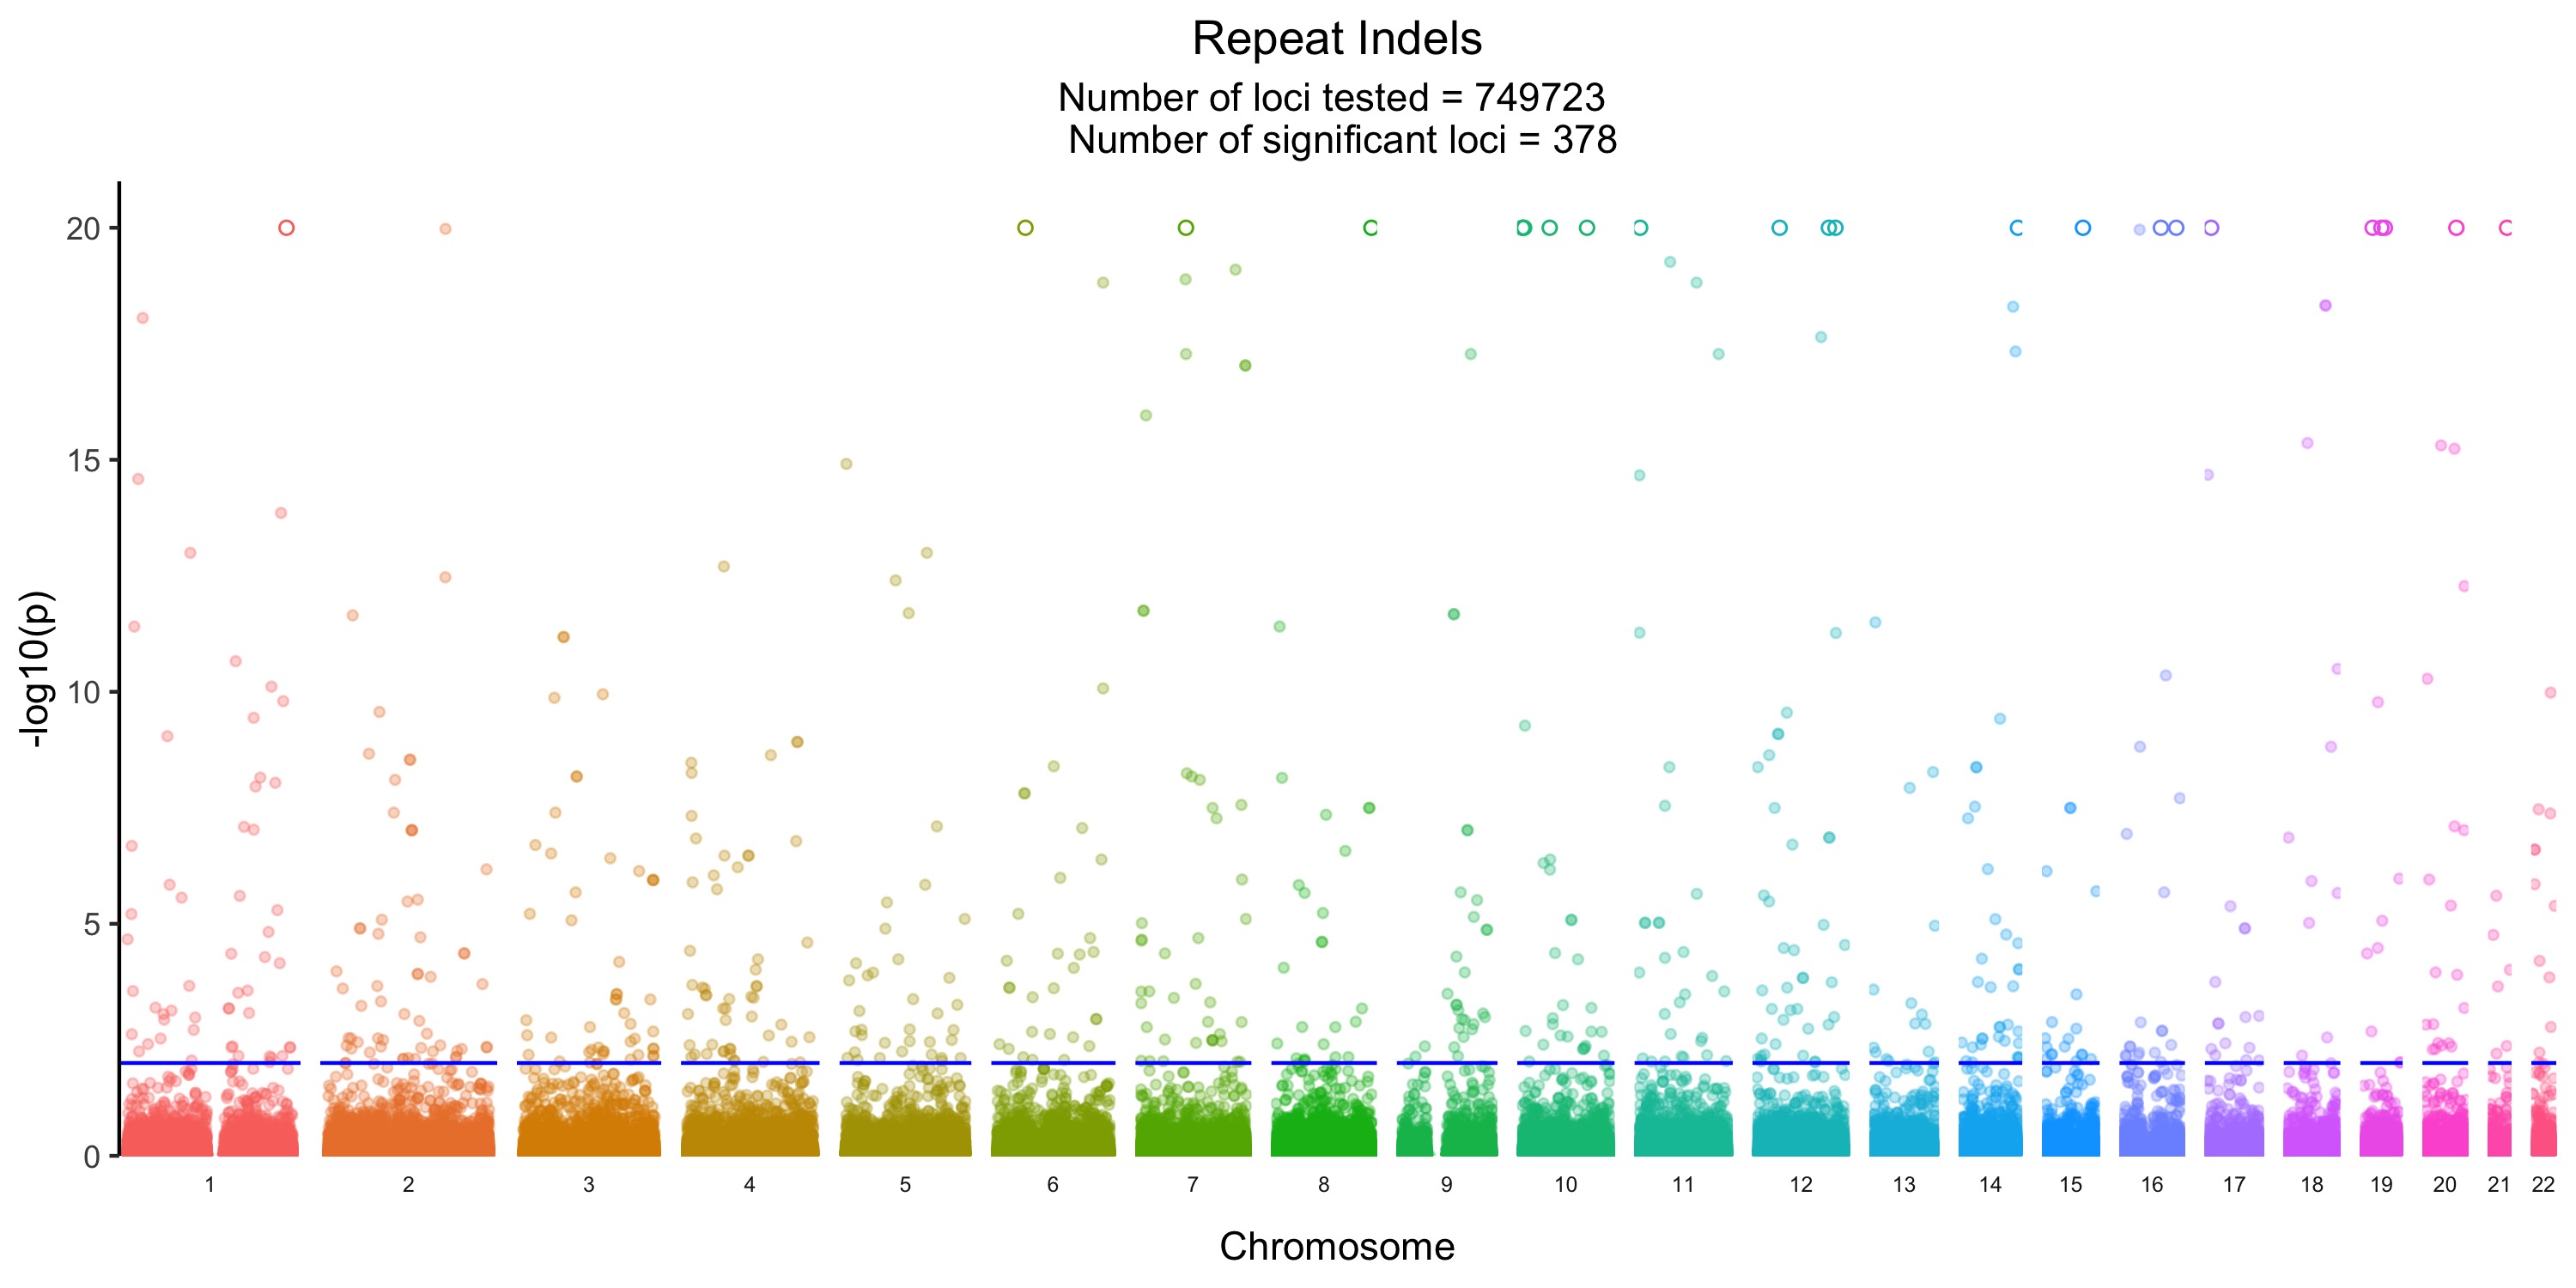 Repeat Indels
Number of loci tested = 749723
Number of significant loci = 378
20
15
10
5
0
-log10(p)
1 2 3 4 5 6 7 8 9 10 11 12 13 14 15 16 17 18 19 20 21 22
Chromosome